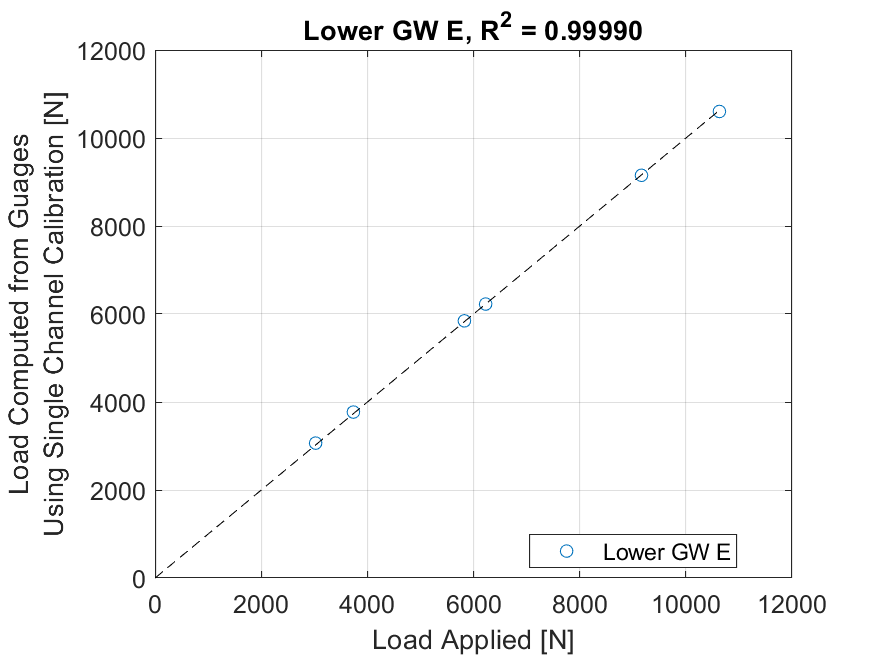 Lower GW E, R² = 0.99990
12000
10000
8000
6000
4000
2000
0
Load Computed from Guages
Using Single Channel Calibration [N]
Lower GW E
0 2000 4000 6000 8000 10000 12000
Load Applied [N]